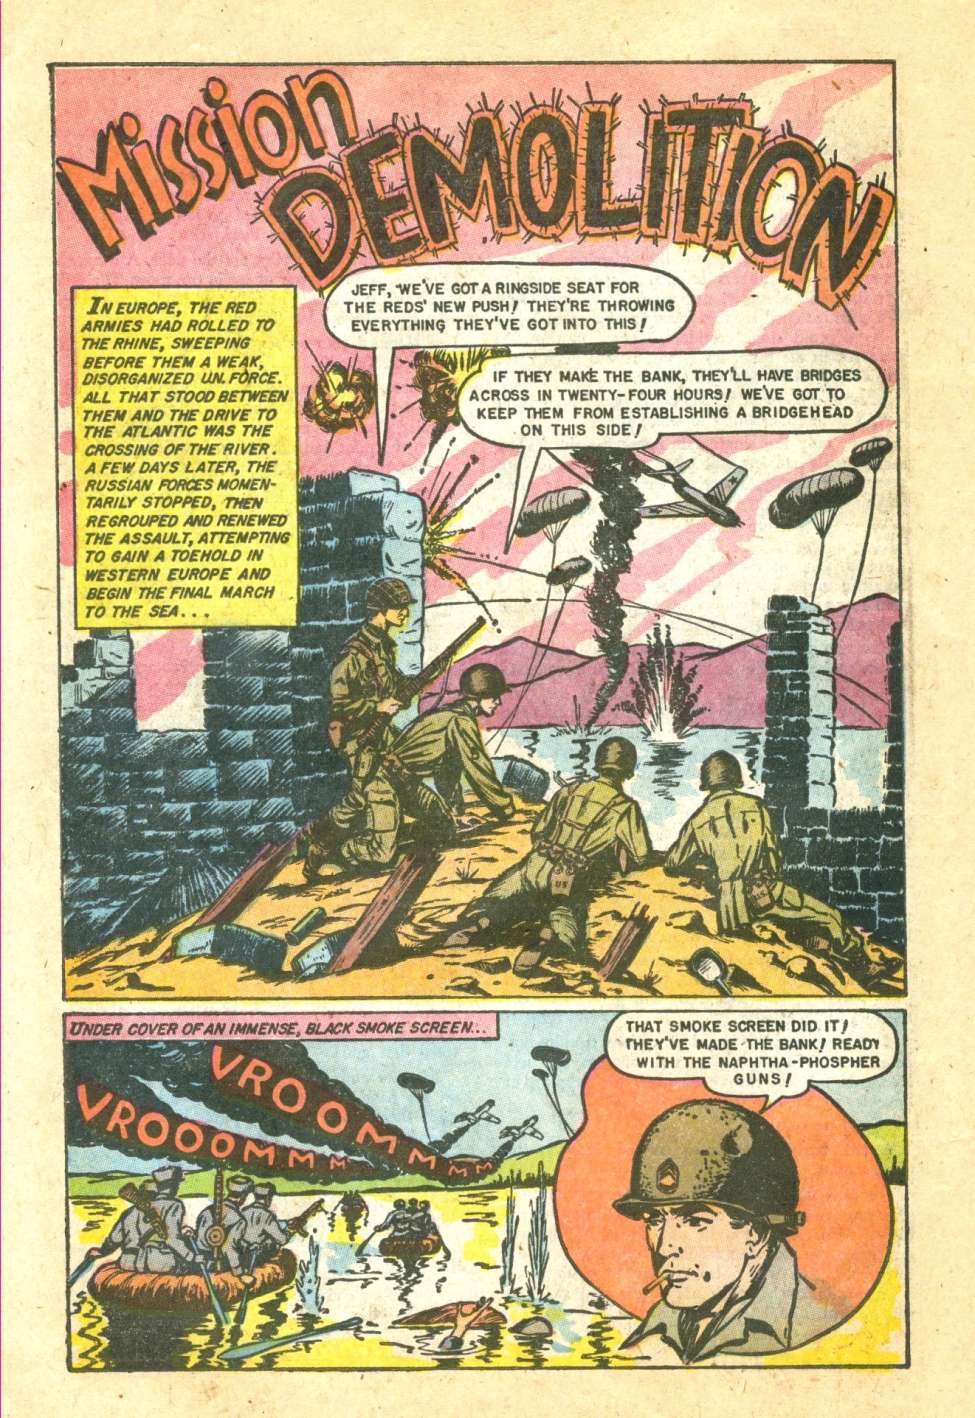 Mission
DEMOLITION
IN EUROPE, THE RED
ARMIES HAD ROLLED TO
THE RHINE, SWEEPING
BEFORE THEM A WEAK,
DISORGANIZED U.N. FORCE.
ALL THAT STOOD BETWEEN
THEM AND THE DRIVE TO
THE ATLANTIC WAS THE
CROSSING OF THE RIVER.
A FEW DAYS LATER, THE
RUSSIAN FORCES MOMEN-
TARILY STOPPED, THEN
REGROUPED AND RENEWED
THE ASSAULT, ATTEMPTING
TO GAIN A TOEHOLD IN
WESTERN EUROPE AND
BEGIN THE FINAL MARCH
TO THE SEA...
JEFF, WE'VE GOT A RINGSIDE SEAT FOR
THE REDS' NEW PUSH! THEY'RE THROWING
EVERYTHING THEY'VE GOT INTO THIS!
IF THEY MAKE THE BANK, THEY'LL HAVE BRIDGES
ACROSS IN TWENTY-FOUR HOURS! WE'VE GOT TO
KEEP THEM FROM ESTABLISHING A BRIDGEHEAD
ON THIS SIDE!
US
UNDER COVER OF AN IMMENSE, BLACK SMOKE SCREEN...
VROOMMMMM
VROOOMMMM
THAT SMOKE SCREEN DID IT!
THEY'VE MADE THE BANK! READY
WITH THE NAPHTHA-PHOSPHER
GUNS!